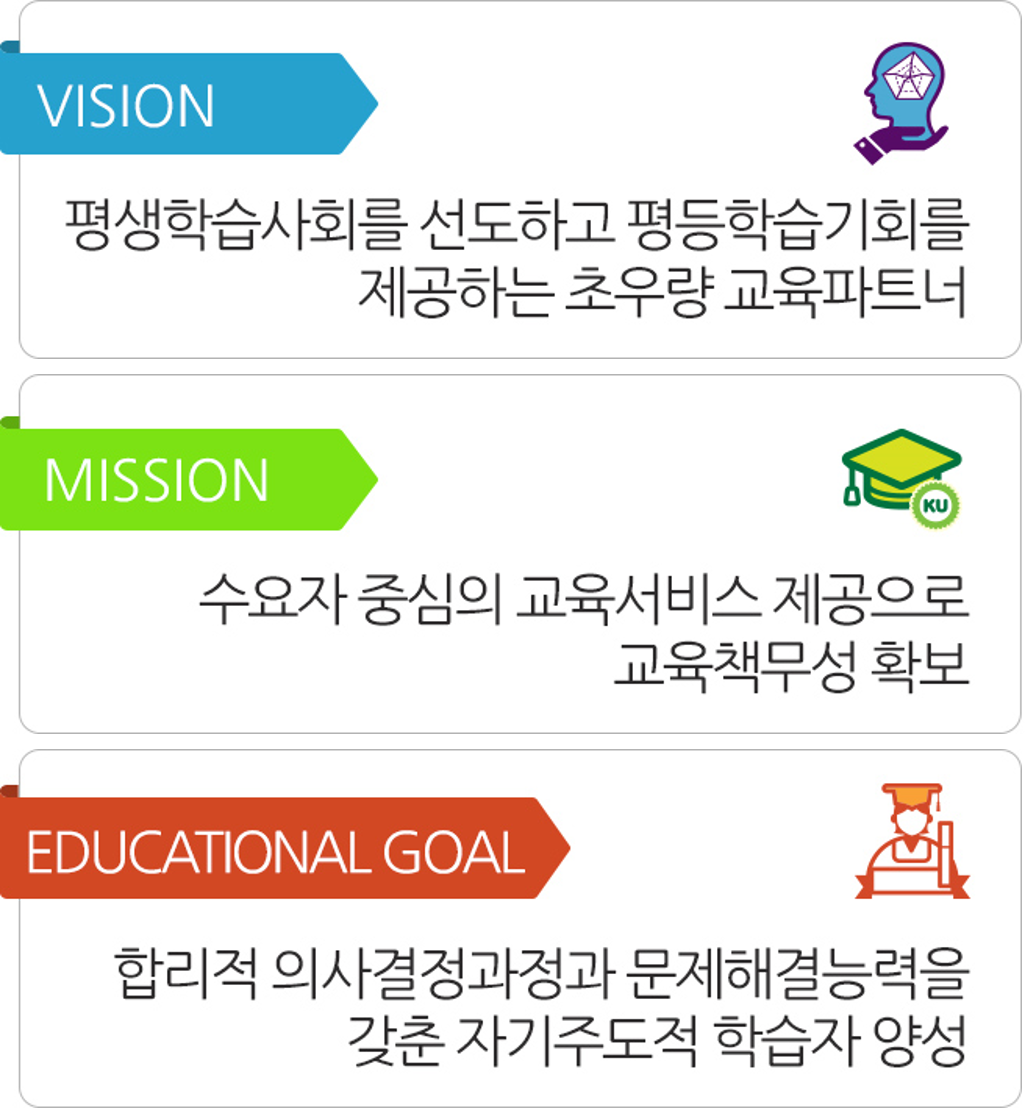 VISION
평생학습사회를 선도하고 평등학습기회를
제공하는 초우량 교육파트너
MISSION
KU
수요자 중심의 교육서비스 제공으로
교육책무성 확보
EDUCATIONAL GOAL
합리적 의사결정과정과 문제해결능력을
갖춘 자기주도적 학습자 양성